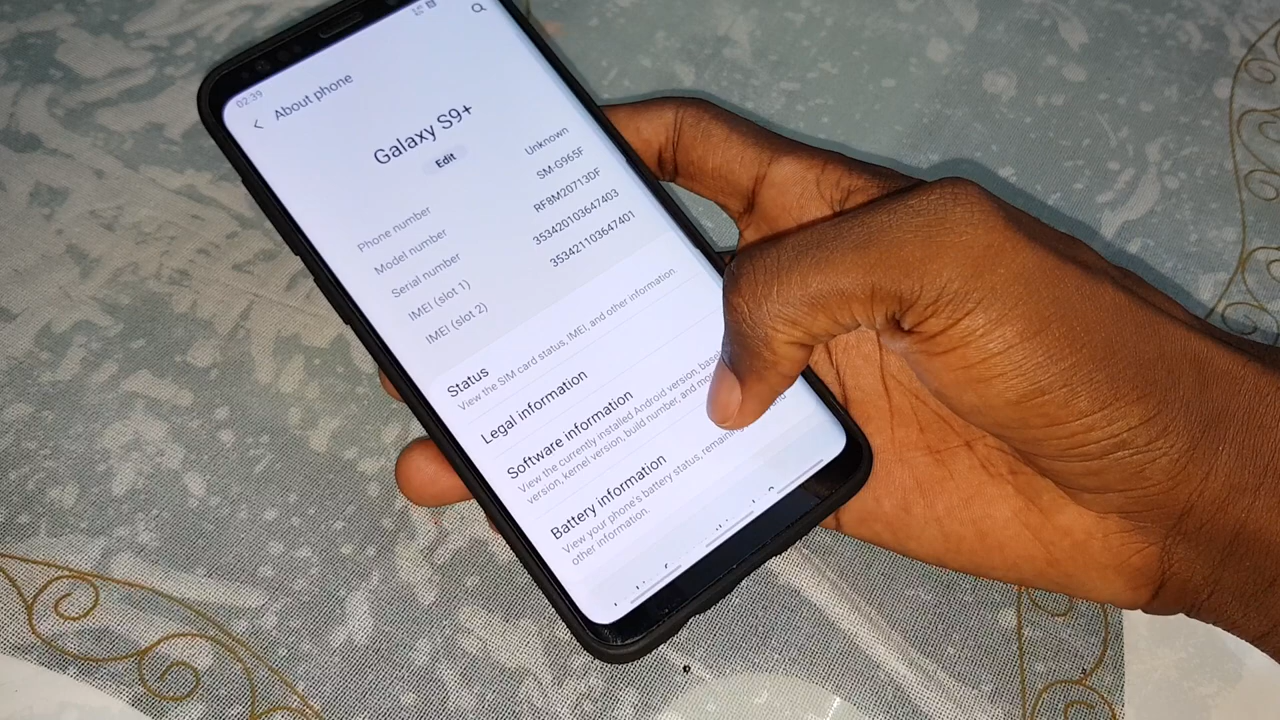 02:39
About phone
Galaxy S9+
Edit
Phone number Unknown
Model number SM-G965F
Serial number RF8M20713DF
IMEI (slot 1) 353420103647403
IMEI (slot 2) 353421103647401
Status
View the SIM card status, IMEI, and other information.
Legal information
Software information
View the currently installed Android version,
version, kernel version, build number, and
Battery information
View your phone's battery status, remaining and
other information.